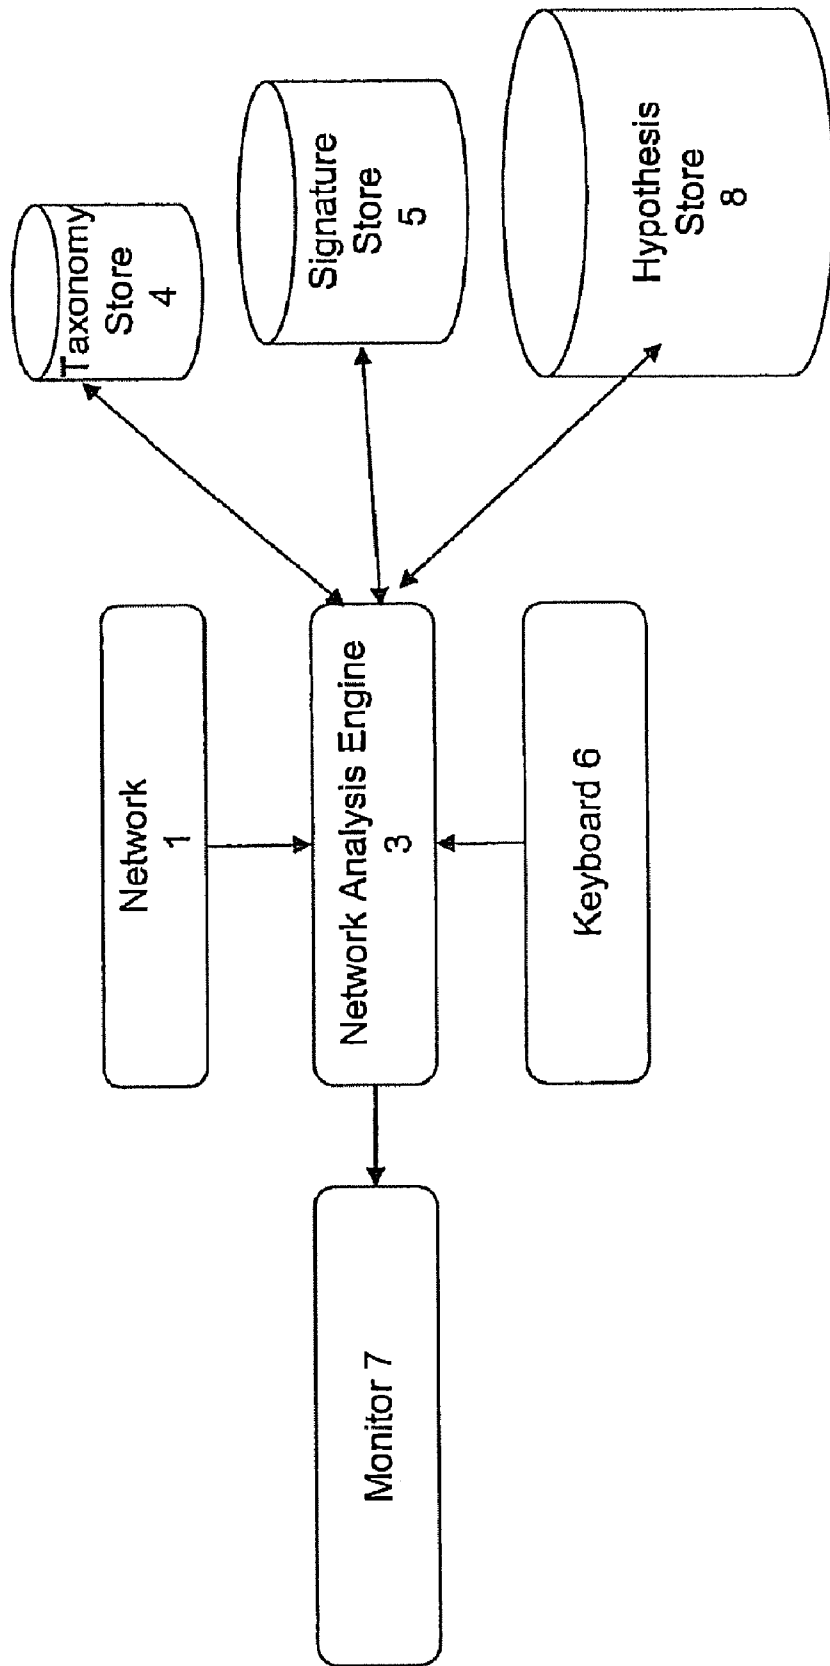 Taxonomy
Store
4
Signature
Store
5
Hypothesis
Store
8
Network
1
Network Analysis Engine
3
Keyboard 6
Monitor 7